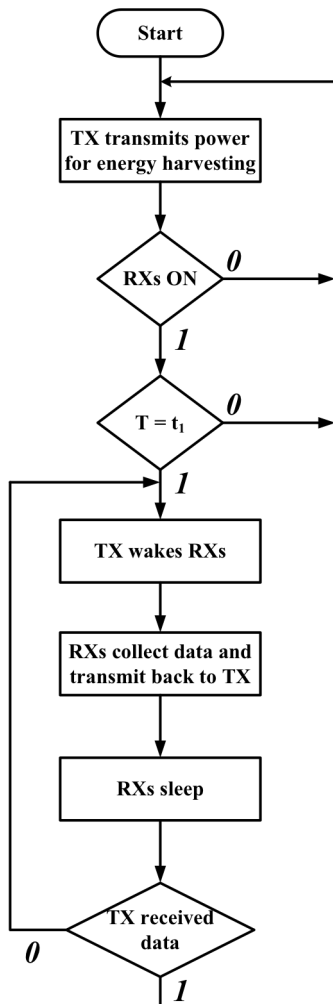 Start
TX transmits power
for energy harvesting
RXs ON
0
1
T = t₁
0
1
TX wakes RXs
RXs collect data and
transmit back to TX
RXs sleep
TX received
data
0
1